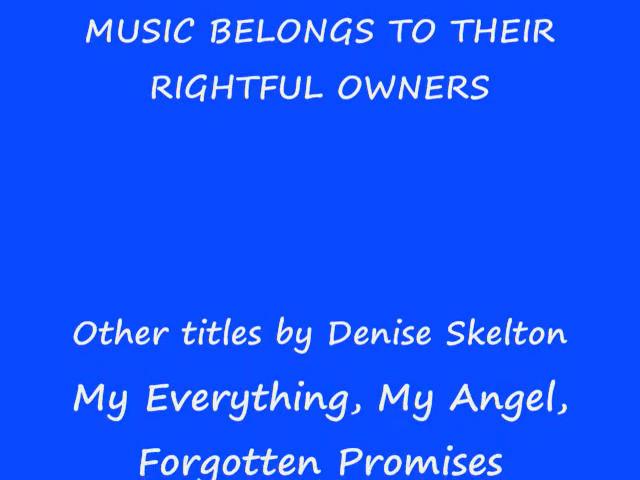 MUSIC BELONGS TO THEIR
RIGHTFUL OWNERS
Other titles by Denise Skelton
My Everything, My Angel,
Forgotten Promises